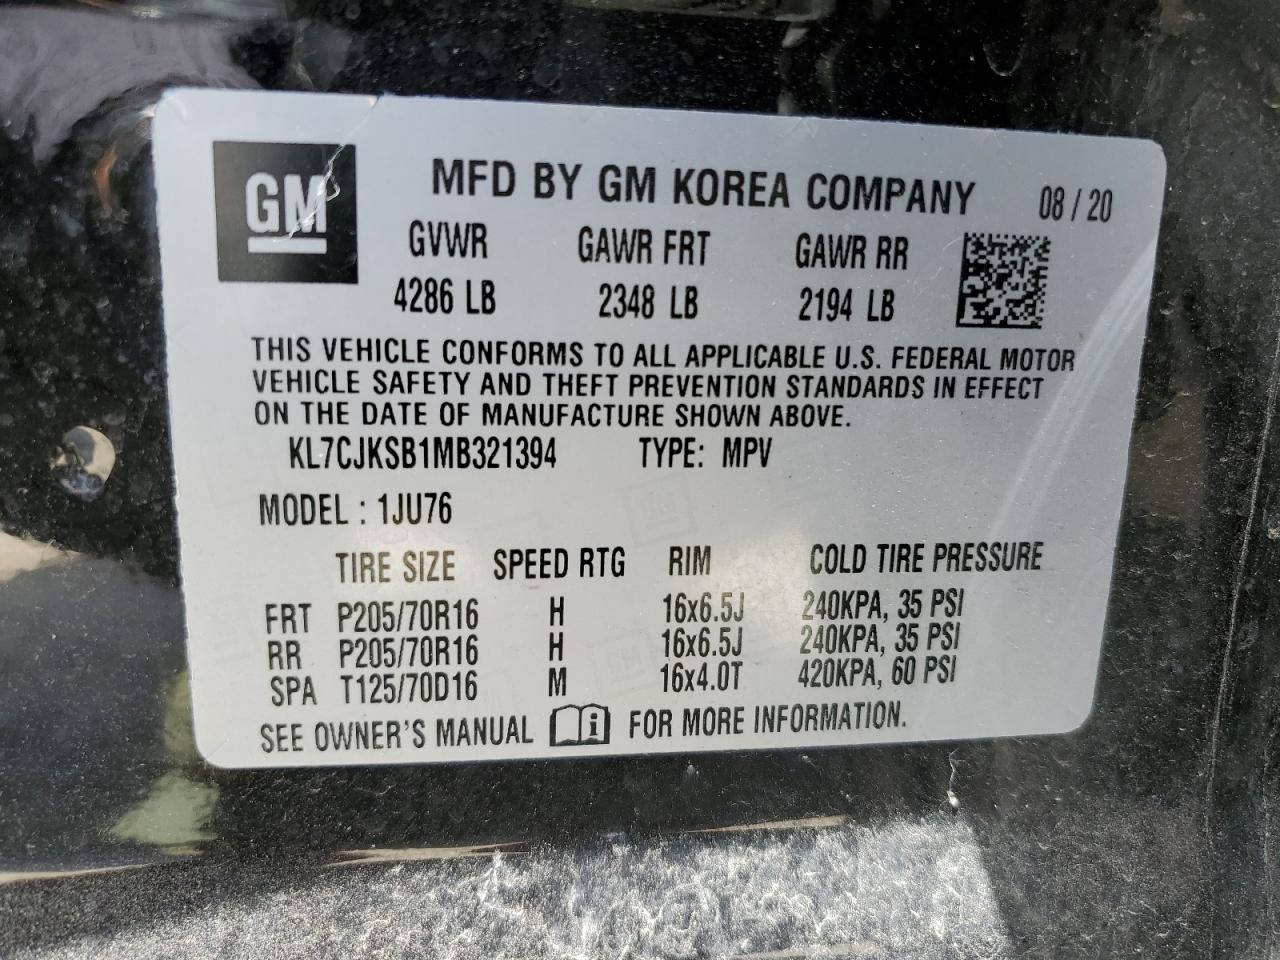 GM
MFD BY GM KOREA COMPANY 08 / 20
GVWR GAWR FRT GAWR RR
4286 LB 2348 LB 2194 LB
THIS VEHICLE CONFORMS TO ALL APPLICABLE U.S. FEDERAL MOTOR
VEHICLE SAFETY AND THEFT PREVENTION STANDARDS IN EFFECT
ON THE DATE OF MANUFACTURE SHOWN ABOVE.
KL7CJKSB1MB321394 TYPE: MPV
MODEL : 1JU76
TIRE SIZE SPEED RTG RIM COLD TIRE PRESSURE
FRT P205/70R16 H 16x6.5J 240KPA, 35 PSI
RR P205/70R16 H 16x6.5J 240KPA, 35 PSI
SPA T125/70D16 M 16x4.0T 420KPA, 60 PSI
SEE OWNER'S MANUAL i FOR MORE INFORMATION.